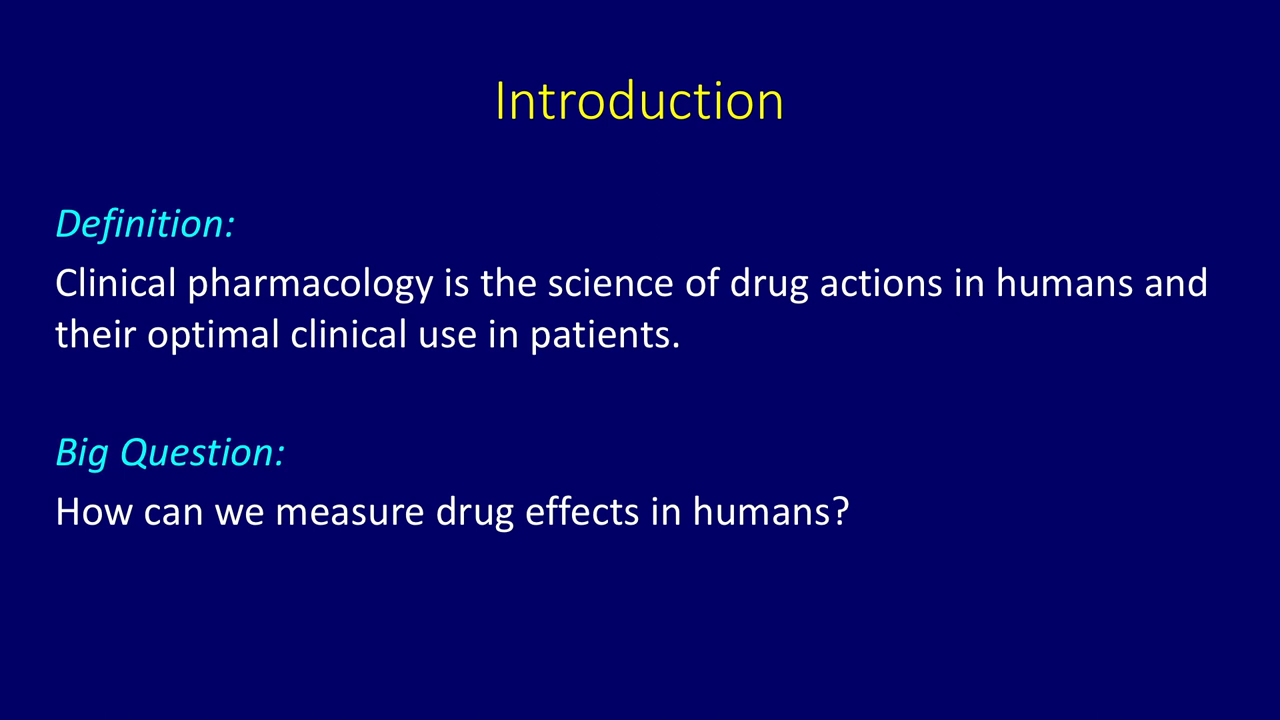 Introduction
Definition:
Clinical pharmacology is the science of drug actions in humans and
their optimal clinical use in patients.
Big Question:
How can we measure drug effects in humans?